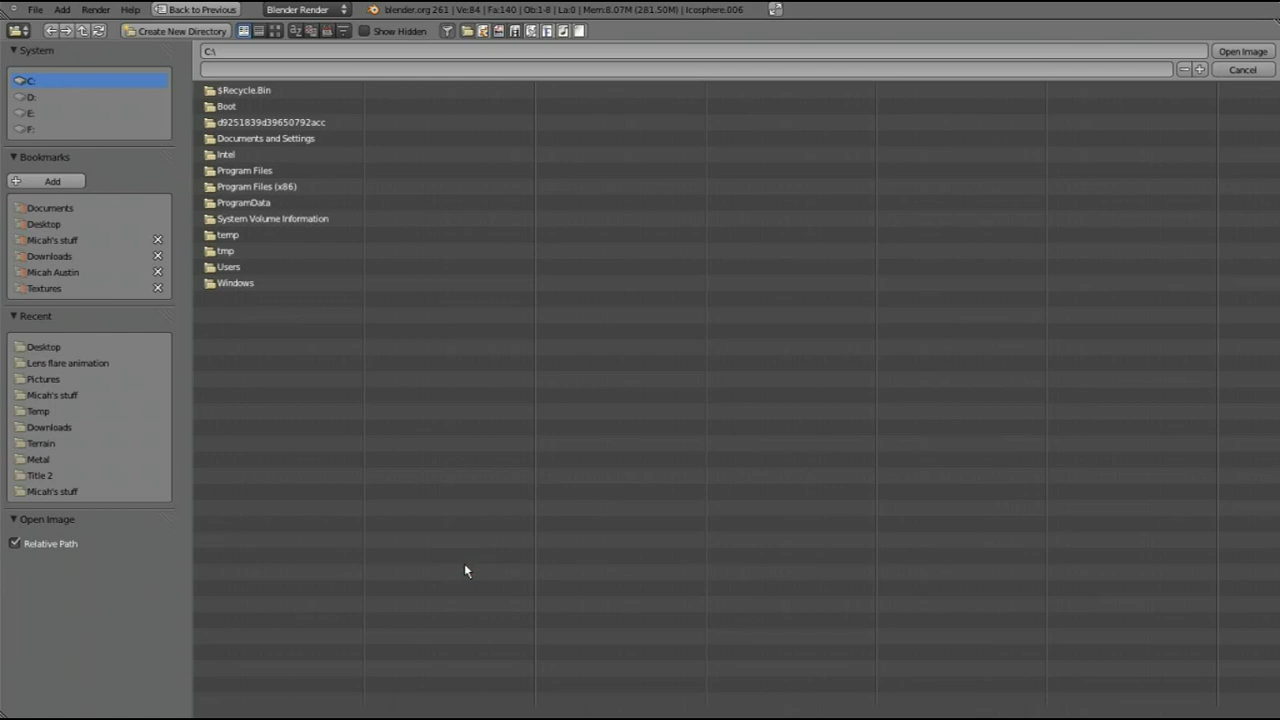 File Add Render Help Back to Previous Blender Render blender.org 261 | Ve:84 | Fa:140 | Ob:1-8 | La:0 | Mem:8.07M (281.50M) | Icosphere.006
Create New Directory Show Hidden
System
C:
D:
E:
F:
Bookmarks
Add
Documents
Desktop
Micah's stuff
Downloads
Micah Austin
Textures
Recent
Desktop
Lens flare animation
Pictures
Micah's stuff
Temp
Downloads
Terrain
Metal
Title 2
Micah's stuff
Open Image
Relative Path
C:\ Open Image
Cancel
$Recycle.Bin
Boot
d9251839d39650792acc
Documents and Settings
Intel
Program Files
Program Files (x86)
ProgramData
System Volume Information
temp
tmp
Users
Windows